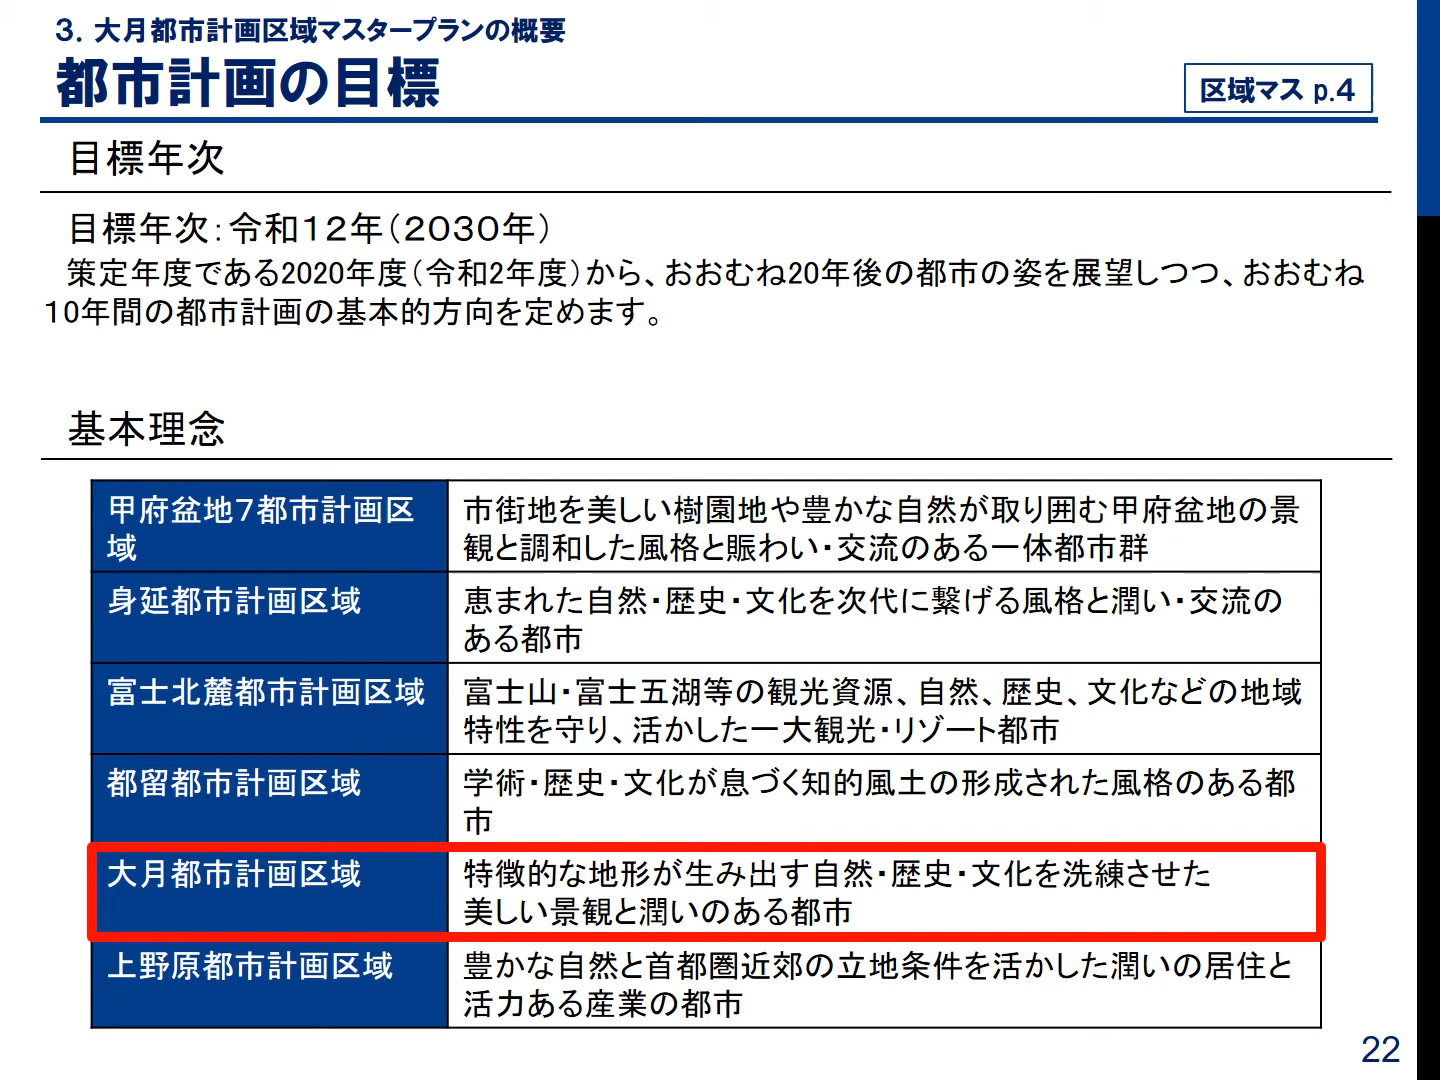 3．大月都市計画区域マスタープランの概要
都市計画の目標
区域マス p.4
目標年次
目標年次：令和１２年（２０３０年）
策定年度である2020年度（令和2年度）から、おおむね20年後の都市の姿を展望しつつ、おおむね
10年間の都市計画の基本的方向を定めます。
基本理念
甲府盆地７都市計画区
域
市街地を美しい樹園地や豊かな自然が取り囲む甲府盆地の景
観と調和した風格と賑わい・交流のある一体都市群
身延都市計画区域
恵まれた自然・歴史・文化を次代に繋げる風格と潤い・交流の
ある都市
富士北麓都市計画区域
富士山・富士五湖等の観光資源、自然、歴史、文化などの地域
特性を守り、活かした一大観光・リゾート都市
都留都市計画区域
学術・歴史・文化が息づく知的風土の形成された風格のある都
市
大月都市計画区域
特徴的な地形が生み出す自然・歴史・文化を洗練させた
美しい景観と潤いのある都市
上野原都市計画区域
豊かな自然と首都圏近郊の立地条件を活かした潤いの居住と
活力ある産業の都市
22